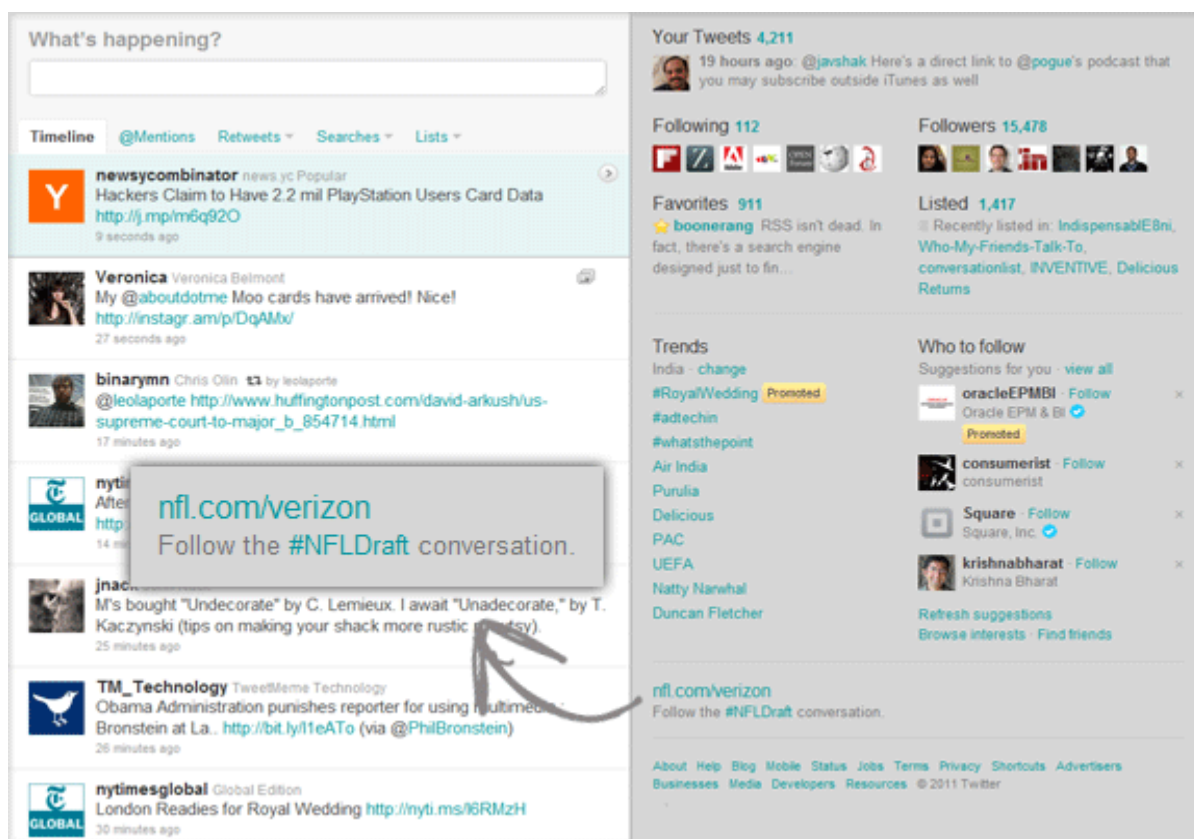 What's happening?
Timeline @Mentions Retweets Searches Lists
newsycombinator news.yc Popular
Hackers Claim to Have 2.2 mil PlayStation Users Card Data
http://j.mp/m6q92O
9 seconds ago
Veronica Veronica Belmont
My @aboutdotme Moo cards have arrived! Nice!
http://instagr.am/p/DqAMx/
27 seconds ago
binarymn Chris Olin by leolaporte
@leolaporte http://www.huffingtonpost.com/david-arkush/us-
supreme-court-to-major_b_854714.html
17 minutes ago
GLOBAL
nfl.com/verizon
Follow the #NFLDraft conversation.
jnack
M's bought "Undecorate" by C. Lemieux. I await "Unadecorate," by T.
Kaczynski (tips on making your shack more rustic
25 minutes ago
TM_Technology TweetMeme Technology
Obama Administration punishes reporter for using multimedia,:
Bronstein at La.. http://bit.ly/l1eATo (via @PhilBronstein)
26 minutes ago
nytimesglobal Global Edition
London Readies for Royal Wedding http://nyti.ms/l6RMzH
30 minutes ago
GLOBAL
Your Tweets 4,211
19 hours ago: @javshak Here's a direct link to @pogue's podcast that
you may subscribe outside iTunes as well
Following 112
Followers 15,478
Favorites 911
boonerang RSS isn't dead. In
fact, there's a search engine
designed just to fin...
Listed 1,417
Recently listed in: IndispensablE8ni,
Who-My-Friends-Talk-To,
conversationlist, INVENTIVE, Delicious
Returns
Trends
India · change
#RoyalWedding Promoted
#adtechin
#whatsthepoint
Air India
Purulia
Delicious
PAC
UEFA
Natty Narwhal
Duncan Fletcher
Who to follow
Suggestions for you · view all
oracleEPMBI · Follow
Oracle EPM & BI
Promoted
consumerist · Follow
consumerist
Square · Follow
Square, Inc.
krishnabharat · Follow
Krishna Bharat
Refresh suggestions
Browse interests · Find friends
nfl.com/verizon
Follow the #NFLDraft conversation.
About Help Blog Mobile Status Jobs Terms Privacy Shortcuts Advertisers
Businesses Media Developers Resources © 2011 Twitter